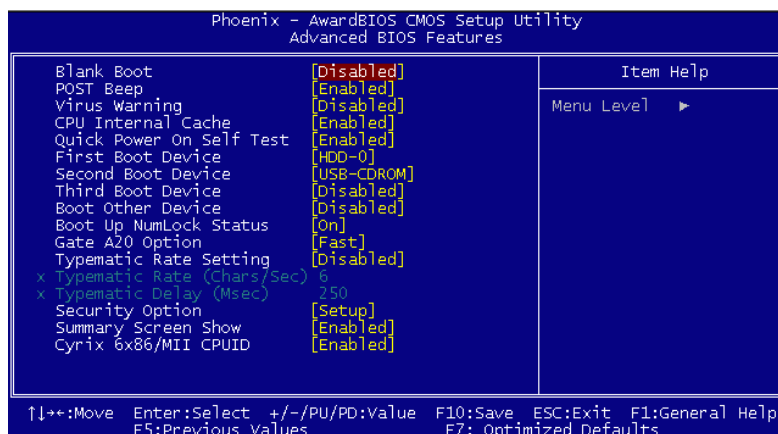 Phoenix - AwardBIOS CMOS Setup Utility
Advanced BIOS Features
Blank Boot [Disabled]
POST Beep [Enabled]
Virus Warning [Disabled]
CPU Internal Cache [Enabled]
Quick Power On Self Test [Enabled]
First Boot Device [HDD-0]
Second Boot Device [USB-CDROM]
Third Boot Device [Disabled]
Boot Other Device [Disabled]
Boot Up NumLock Status [On]
Gate A20 Option [Fast]
Typematic Rate Setting [Disabled]
x Typematic Rate (Chars/Sec) 6
x Typematic Delay (Msec) 250
Security Option [Setup]
Summary Screen Show [Enabled]
Cyrix 6x86/MII CPUID [Enabled]
Item Help
Menu Level ►
↑↓→←:Move Enter:Select +/-/PU/PD:Value F10:Save ESC:Exit F1:General Help
F5:Previous Values F7: Optimized Defaults